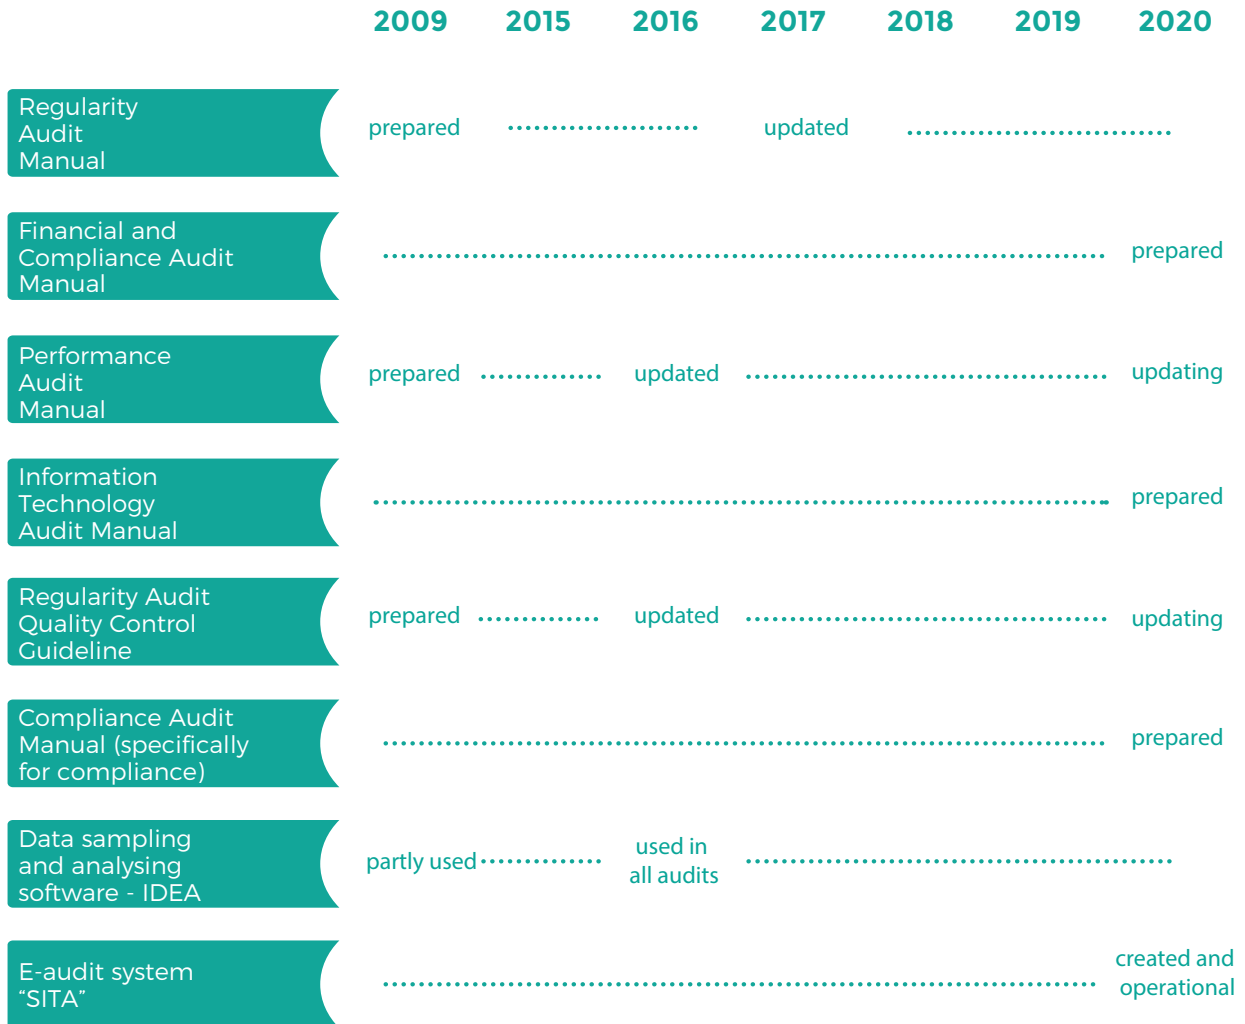 2009 2015 2016 2017 2018 2019 2020
Regularity
Audit
Manual
prepared updated
Financial and
Compliance Audit
Manual
prepared
Performance
Audit
Manual
prepared updated updating
Information
Technology
Audit Manual
prepared
Regularity Audit
Quality Control
Guideline
prepared updated updating
Compliance Audit
Manual (specifically
for compliance)
prepared
Data sampling
and analysing
software - IDEA
partly used
used in
all audits
E-audit system
“SITA”
created and
operational